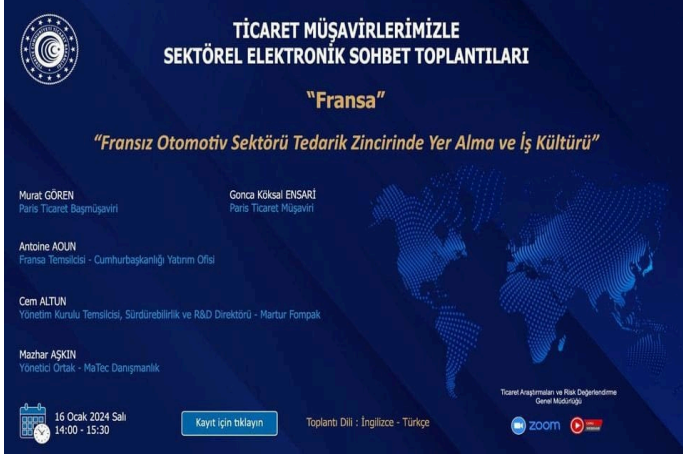 TİCARET MÜŞAVİRLERİMİZLE
SEKTÖREL ELEKTRONİK SOHBET TOPLANTILARI
"Fransa"
"Fransız Otomotiv Sektörü Tedarik Zincirinde Yer Alma ve İş Kültürü"
Murat GÖREN
Paris Ticaret Başmüşaviri
Gonca Köksal ENSARİ
Paris Ticaret Müşaviri
Antoine AOUN
Fransa Temsilcisi - Cumhurbaşkanlığı Yatırım Ofisi
Cem ALTUN
Yönetim Kurulu Temsilcisi, Sürdürebilirlik ve R&D Direktörü - Martur Fompak
Mazhar AŞKIN
Yönetici Ortak - MaTec Danışmanlık
Ticaret Araştırmaları ve Risk Değerlendirme
Genel Müdürlüğü
16 Ocak 2024 Salı
14:00 - 15:30
Kayıt için tıklayın
Toplantı Dili : İngilizce - Türkçe
zoom